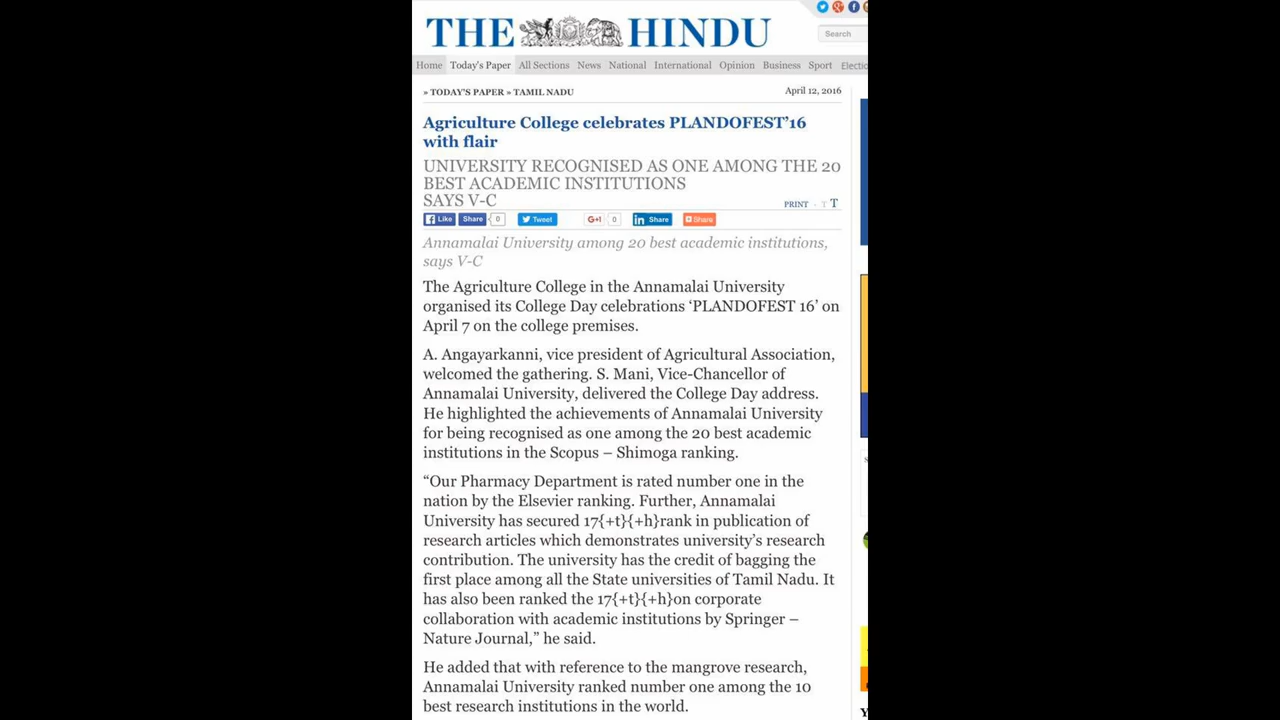 THE HINDU
Search
Home Today's Paper All Sections News National International Opinion Business Sport Electio
» TODAY'S PAPER » TAMIL NADU April 12, 2016
Agriculture College celebrates PLANDOFEST’16
with flair
UNIVERSITY RECOGNISED AS ONE AMONG THE 20
BEST ACADEMIC INSTITUTIONS
SAYS V-C
PRINT · T T
Like Share 0 Tweet G+1 0 Share Share
Annamalai University among 20 best academic institutions,
says V-C
The Agriculture College in the Annamalai University
organised its College Day celebrations ‘PLANDOFEST 16’ on
April 7 on the college premises.
A. Angayarkanni, vice president of Agricultural Association,
welcomed the gathering. S. Mani, Vice-Chancellor of
Annamalai University, delivered the College Day address.
He highlighted the achievements of Annamalai University
for being recognised as one among the 20 best academic
institutions in the Scopus – Shimoga ranking.
“Our Pharmacy Department is rated number one in the
nation by the Elsevier ranking. Further, Annamalai
University has secured 17{+t}{+h}rank in publication of
research articles which demonstrates university’s research
contribution. The university has the credit of bagging the
first place among all the State universities of Tamil Nadu. It
has also been ranked the 17{+t}{+h}on corporate
collaboration with academic institutions by Springer –
Nature Journal,” he said.
He added that with reference to the mangrove research,
Annamalai University ranked number one among the 10
best research institutions in the world.